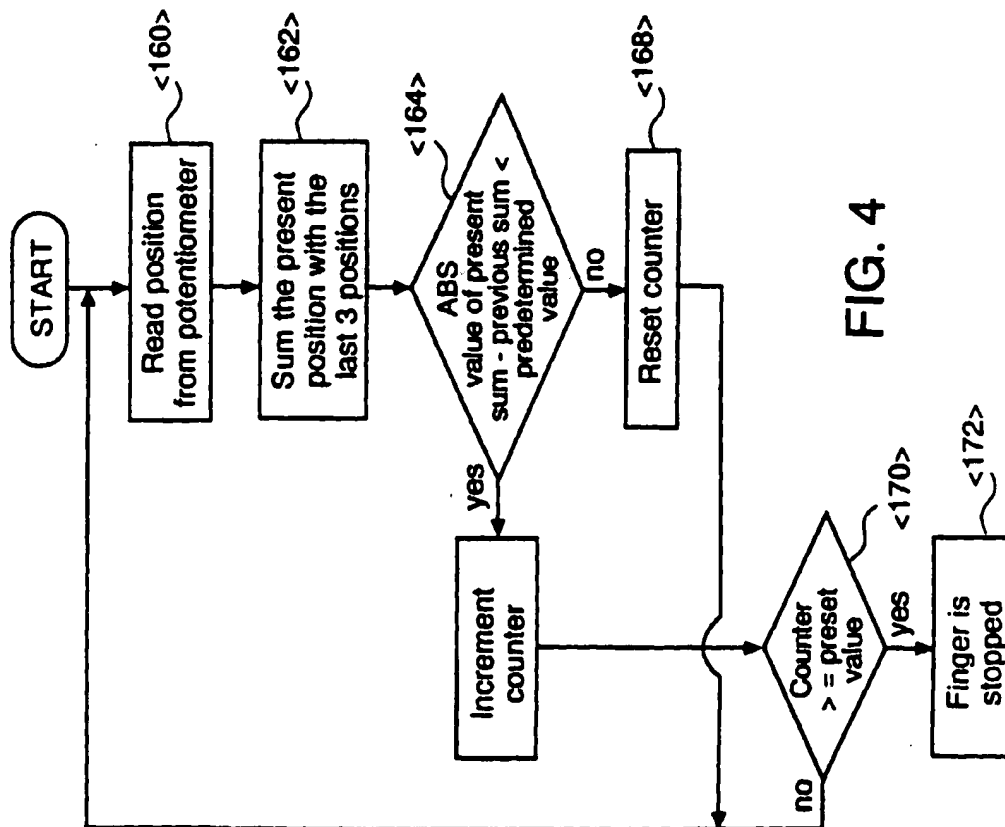 START
<160>
Read position
from potentiometer
<162>
Sum the present
position with the
last 3 positions
<164>
ABS
value of present
sum - previous sum <
predetermined
value
yes
no
<168>
Reset counter
Increment
counter
<170>
Counter
> = preset
value
no
yes
<172>
Finger is
stopped
FIG. 4